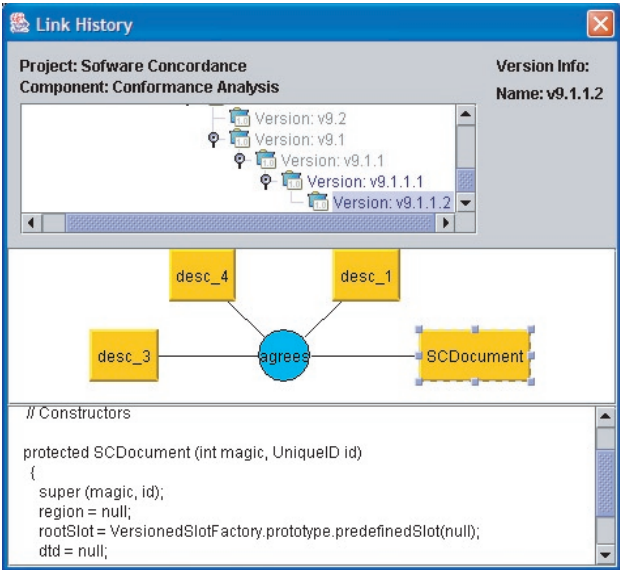 Link History
Project: Sofware Concordance
Component: Conformance Analysis
Version Info:
Name: v9.1.1.2
Version: v9.2
Version: v9.1
Version: v9.1.1
Version: v9.1.1.1
Version: v9.1.1.2
desc_4
desc_1
desc_3
agrees
SCDocument
// Constructors
protected SCDocument (int magic, UniqueID id)
{
super (magic, id);
region = null;
rootSlot = VersionedSlotFactory.prototype.predefinedSlot(null);
dtd = null;